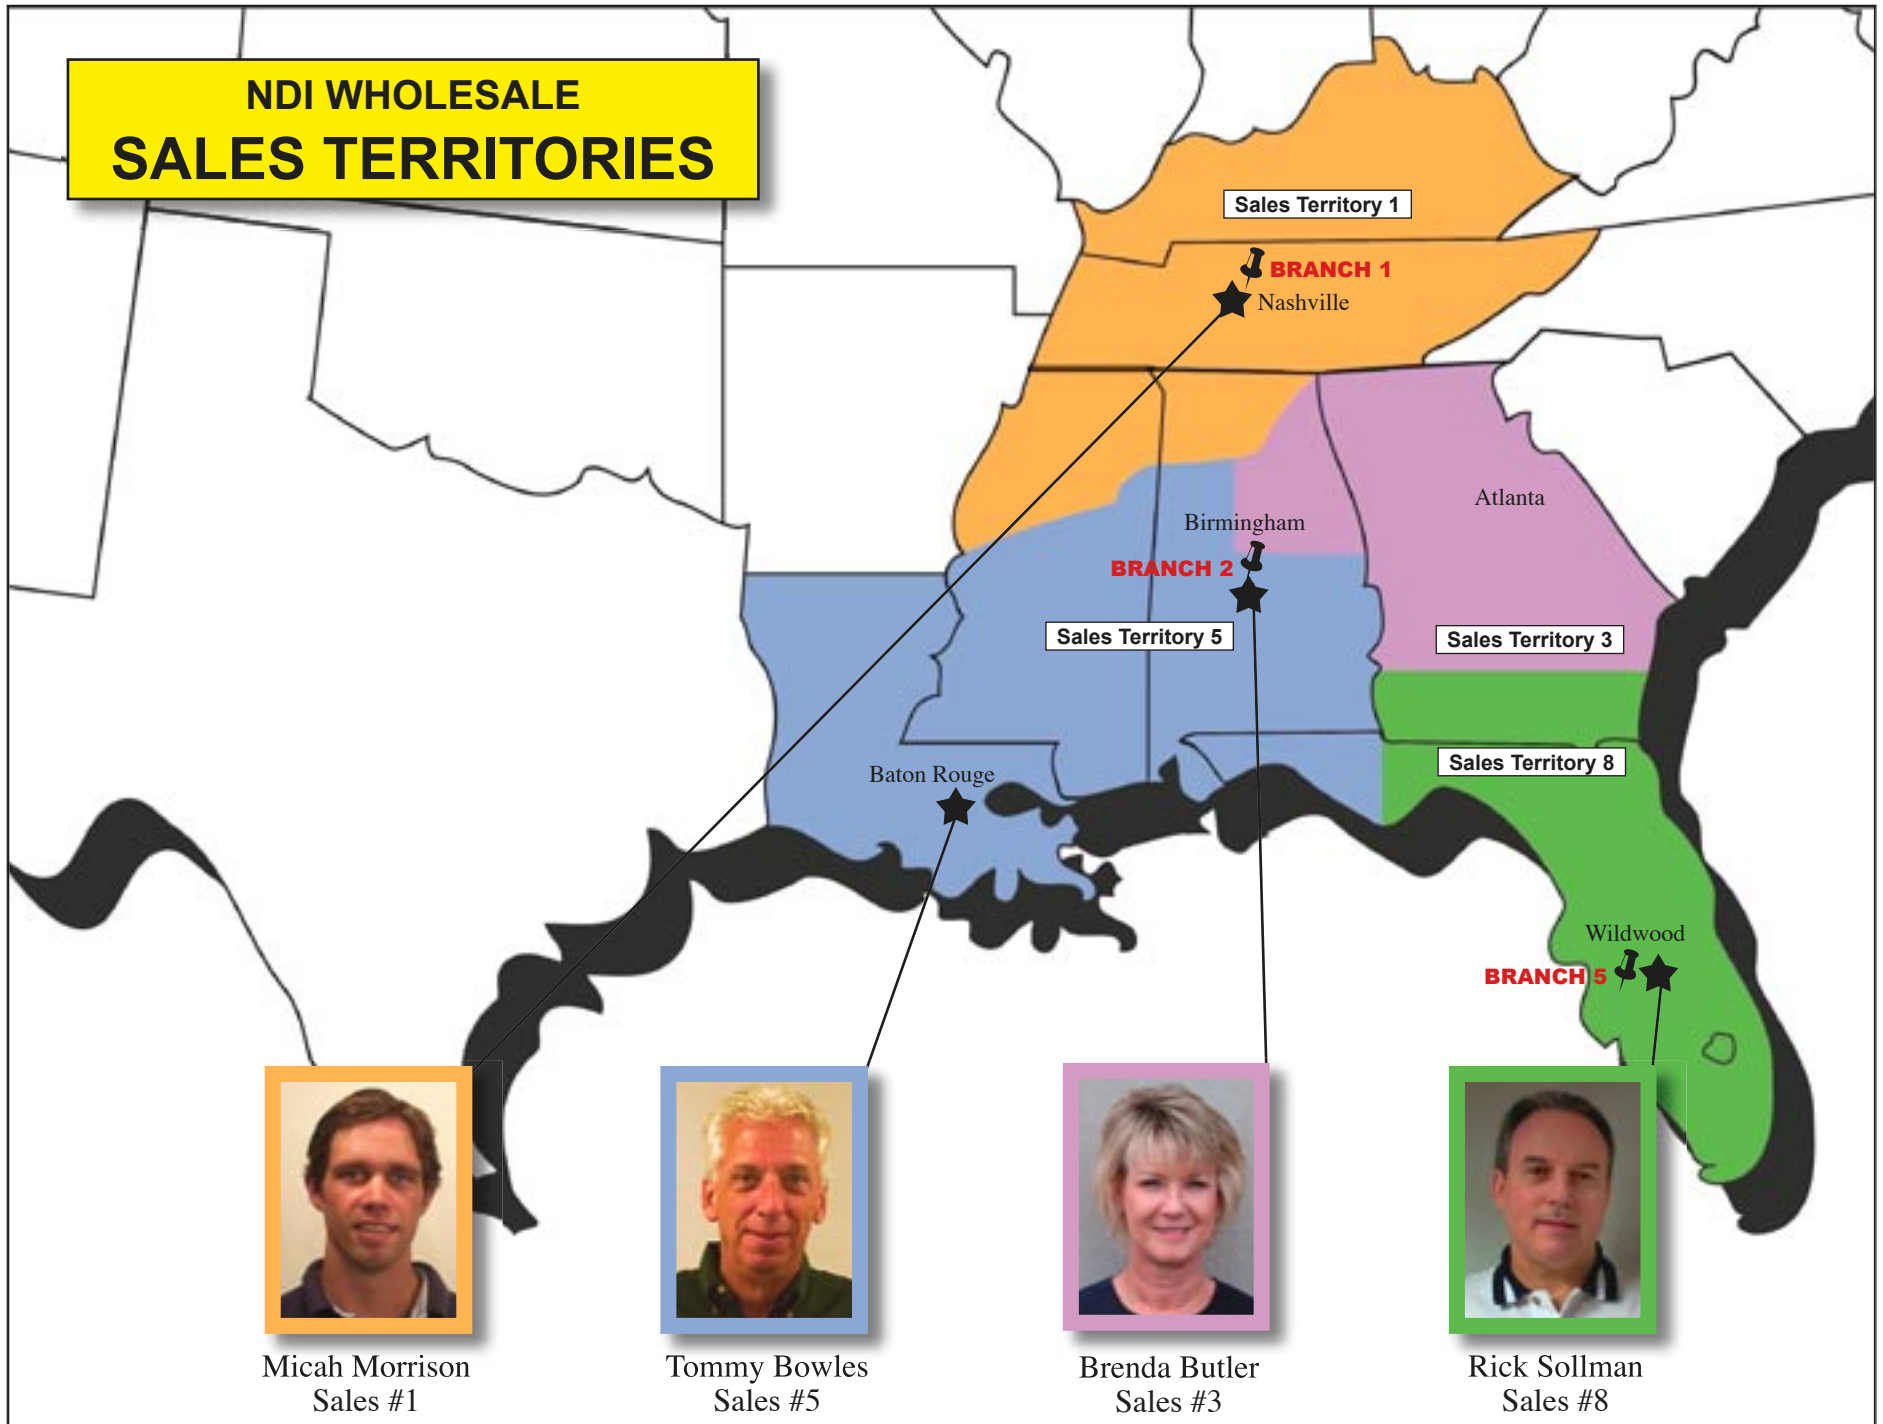 NDI WHOLESALE
SALES TERRITORIES
Sales Territory 1
BRANCH 1
Nashville
Atlanta
Birmingham
BRANCH 2
Sales Territory 5
Sales Territory 3
Sales Territory 8
Baton Rouge
Wildwood
BRANCH 5
Micah Morrison
Sales #1
Tommy Bowles
Sales #5
Brenda Butler
Sales #3
Rick Sollman
Sales #8